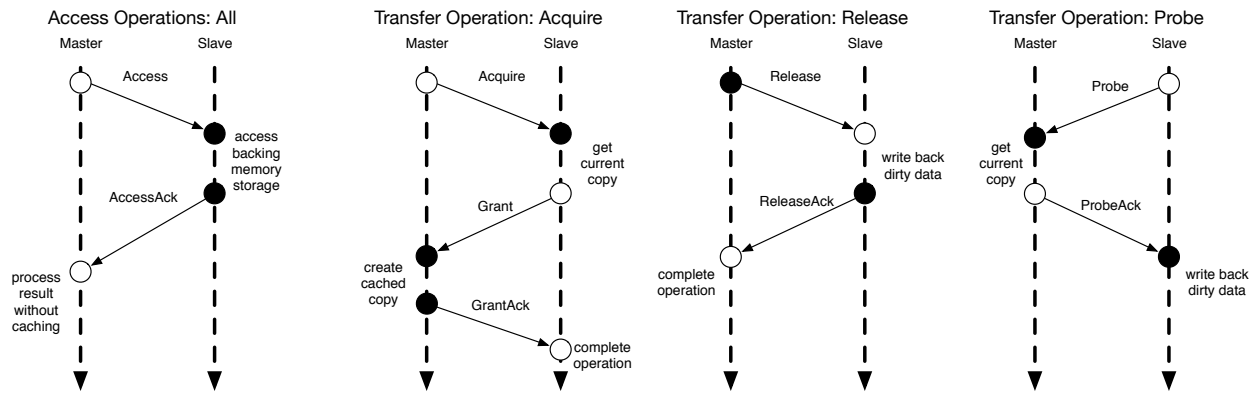 Access Operations: All
Master
Slave
Access
access
backing
memory
storage
AccessAck
process
result
without
caching
Transfer Operation: Acquire
Master
Slave
Acquire
get
current
copy
Grant
create
cached
copy
GrantAck
complete
operation
Transfer Operation: Release
Master
Slave
Release
write back
dirty data
ReleaseAck
complete
operation
Transfer Operation: Probe
Master
Slave
Probe
get
current
copy
ProbeAck
write back
dirty data